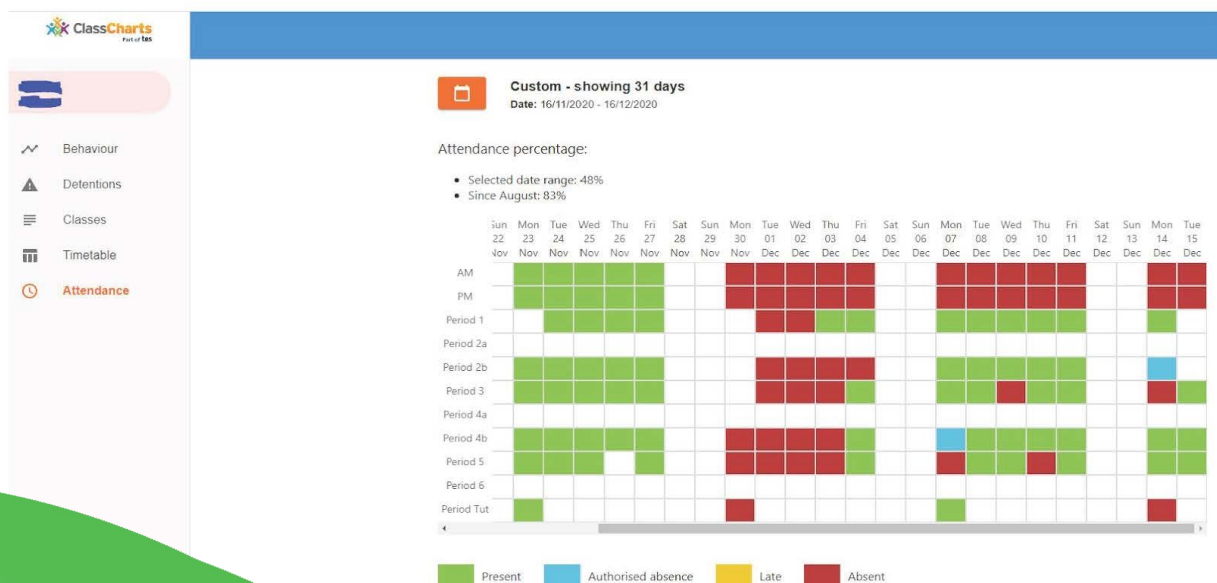 ClassCharts
Part of tes
Custom - showing 31 days
Date: 16/11/2020 - 16/12/2020
Behaviour
Detentions
Classes
Timetable
Attendance
Attendance percentage:
• Selected date range: 48%
• Since August: 83%
Sun Mon Tue Wed Thu Fri Sat Sun Mon Tue Wed Thu Fri Sat Sun Mon Tue Wed Thu Fri Sat Sun Mon Tue
22 23 24 25 26 27 28 29 30 01 02 03 04 05 06 07 08 09 10 11 12 13 14 15
Nov Nov Nov Nov Nov Nov Nov Nov Nov Dec Dec Dec Dec Dec Dec Dec Dec Dec Dec Dec Dec Dec Dec Dec
AM
PM
Period 1
Period 2a
Period 2b
Period 3
Period 4a
Period 4b
Period 5
Period 6
Period Tut
Present Authorised absence Late Absent